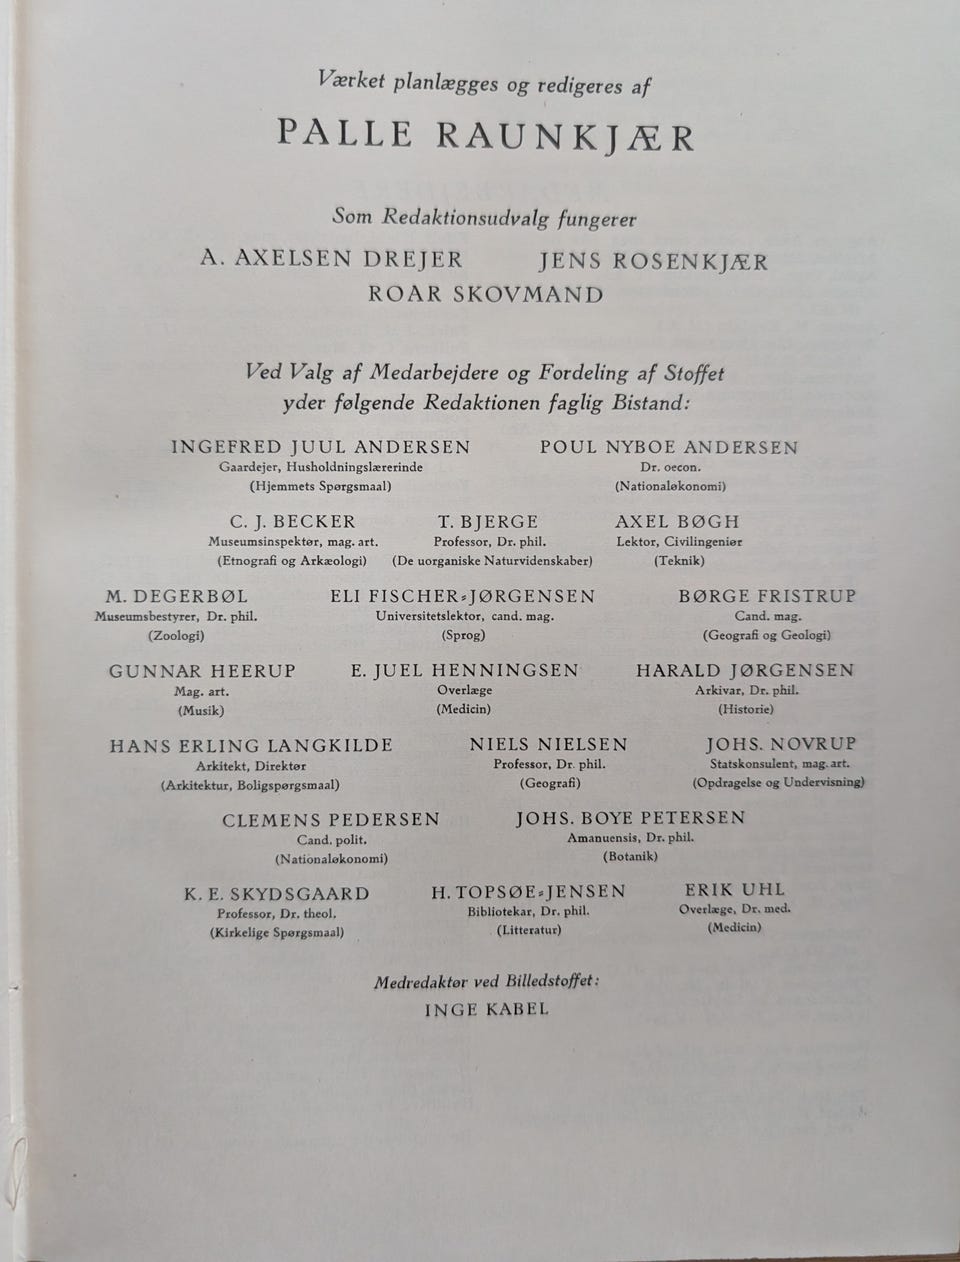 Værket planlægges og redigeres af
PALLE RAUNKJÆR
Som Redaktionsudvalg fungerer
A. AXELSEN DREJER JENS ROSENKJÆR
ROAR SKOVMAND
Ved Valg af Medarbejdere og Fordeling af Stoffet
yder følgende Redaktionen faglig Bistand:
INGEFRED JUUL ANDERSEN POUL NYBOE ANDERSEN
Gaardejer, Husholdningslærerinde Dr. oecon.
(Hjemmets Spørgsmaal) (Nationaløkonomi)
C. J. BECKER T. BJERGE AXEL BØGH
Museumsinspektør, mag. art. Professor, Dr. phil. Lektor, Civilingeniør
(Etnografi og Arkæologi) (De uorganiske Naturvidenskaber) (Teknik)
M. DEGERBØL ELI FISCHER-JØRGENSEN BØRGE FRISTRUP
Museumsbestyrer, Dr. phil. Universitetslektor, cand. mag. Cand. mag.
(Zoologi) (Sprog) (Geografi og Geologi)
GUNNAR HEERUP E. JUEL HENNINGSEN HARALD JØRGENSEN
Mag. art. Overlæge Arkivar, Dr. phil.
(Musik) (Medicin) (Historie)
HANS ERLING LANGKILDE NIELS NIELSEN JOHS. NOVRUP
Arkitekt, Direktør Professor, Dr. phil. Statskonsulent, mag. art.
(Arkitektur, Boligspørgsmaal) (Geografi) (Opdragelse og Undervisning)
CLEMENS PEDERSEN JOHS. BOYE PETERSEN
Cand. polit. Amanuensis, Dr. phil.
(Nationaløkonomi) (Botanik)
K. E. SKYDSGAARD H. TOPSØE-JENSEN ERIK UHL
Professor, Dr. theol. Bibliotekar, Dr. phil. Overlæge, Dr. med.
(Kirkelige Spørgsmaal) (Litteratur) (Medicin)
Medredaktør ved Billedstoffet:
INGE KABEL